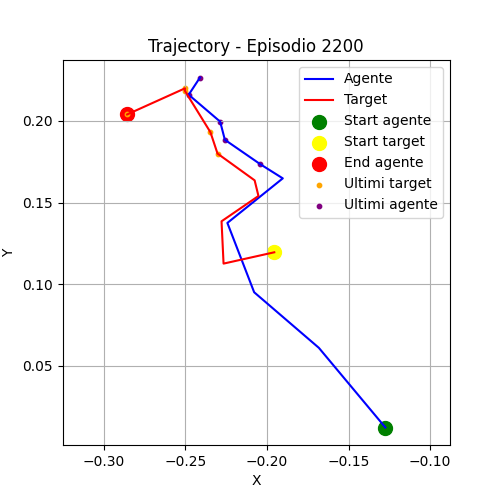 Trajectory - Episodio 2200
Agente
Target
Start agente
Start target
End agente
Ultimi target
Ultimi agente
Y
0.20
0.15
0.10
0.05
−0.30
−0.25
−0.20
−0.15
−0.10
X